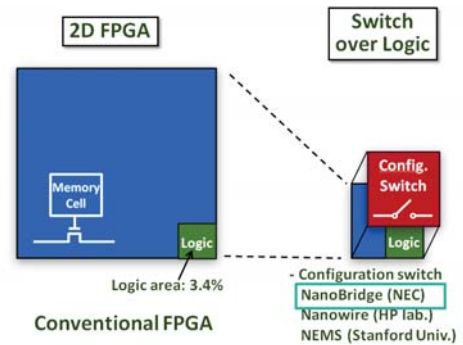 2D FPGA
Switch
over Logic
Memory
Cell
Logic
Logic area: 3.4%
Conventional FPGA
Config.
Switch
Logic
- Configuration switch
NanoBridge (NEC)
Nanowire (HP lab.)
NEMS (Stanford Univ.)